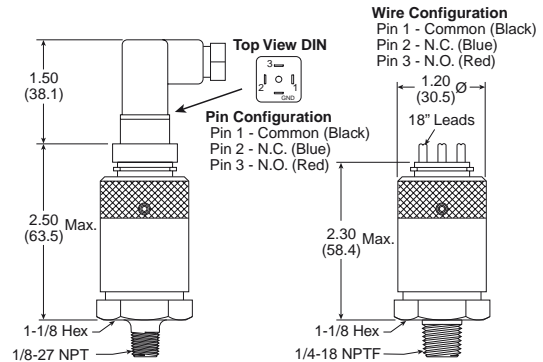 Wire Configuration
Pin 1 - Common (Black)
Pin 2 - N.C. (Blue)
Pin 3 - N.O. (Red)
1.20
(30.5) Ø
18" Leads
Top View DIN
3
2
1
GND
Pin Configuration
Pin 1 - Common (Black)
Pin 2 - N.C. (Blue)
Pin 3 - N.O. (Red)
1.50
(38.1)
2.50
(63.5) Max.
2.30
(58.4) Max.
1-1/8 Hex
1/8-27 NPT
1-1/8 Hex
1/4-18 NPTF